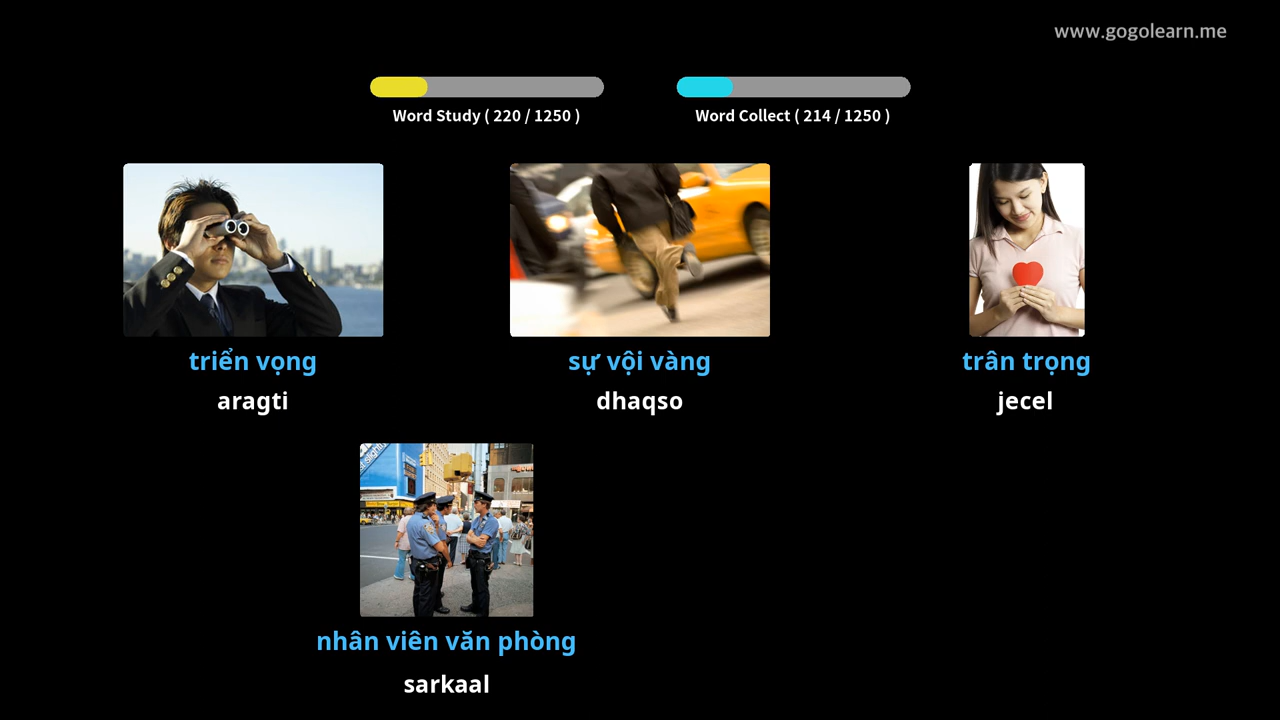 www.gogolearn.me
Word Study ( 220 / 1250 )
Word Collect ( 214 / 1250 )
triển vọng
sự vội vàng
trân trọng
aragti
dhaqso
jecel
nhân viên văn phòng
sarkaal